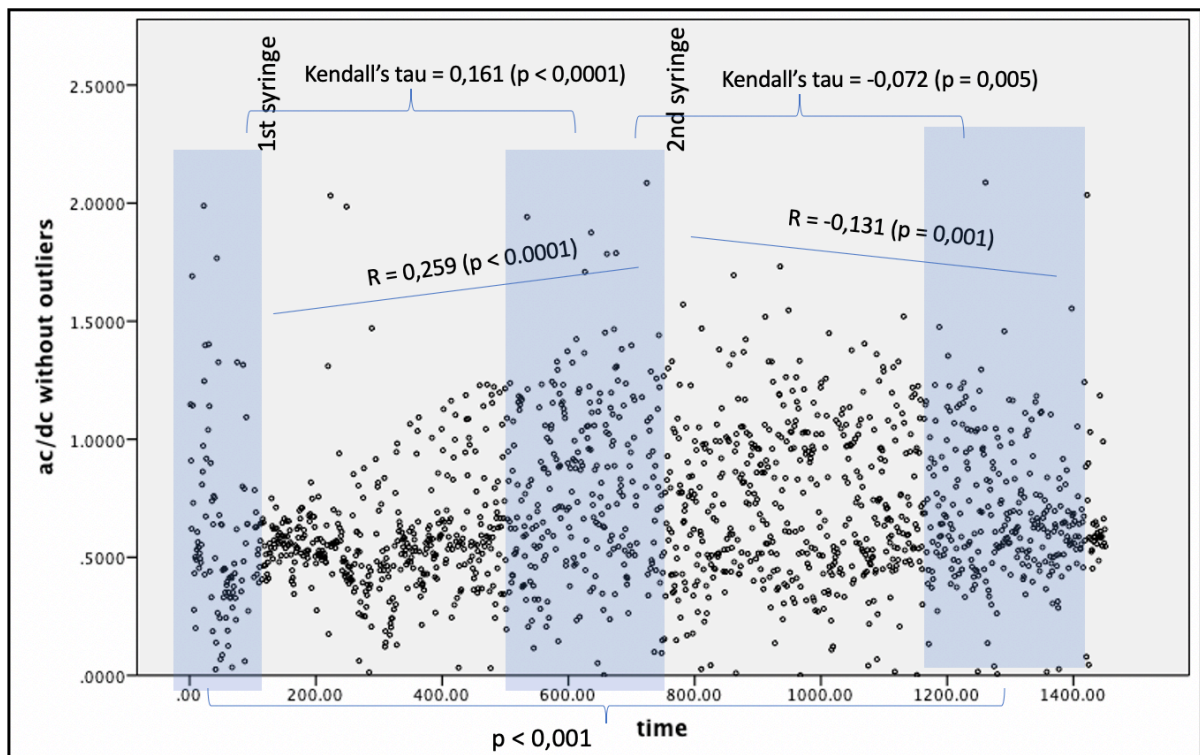 Kendall's tau = 0,161 (p < 0,0001)
Kendall's tau = -0,072 (p = 0,005)
1st syringe
2nd syringe
2.5000
2.0000
1.5000
1.0000
.5000
.0000
ac/dc without outliers
R = 0,259 (p < 0.0001)
R = -0,131 (p = 0,001)
.00 200.00 400.00 600.00 800.00 1000.00 1200.00 1400.00
time
p < 0,001